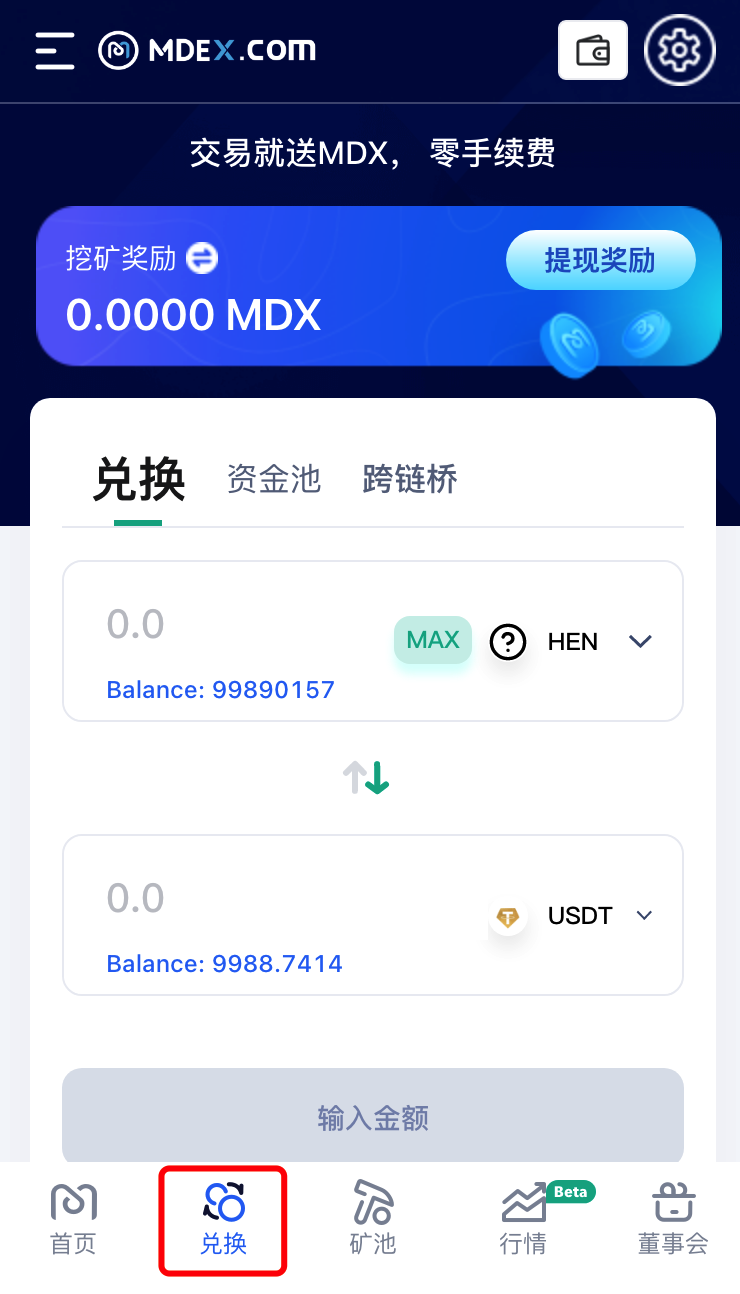 MDEX.COM
交易就送MDX， 零手续费
挖矿奖励
提现奖励
0.0000 MDX
兑换 资金池 跨链桥
0.0
MAX
HEN
Balance: 99890157
0.0
USDT
Balance: 9988.7414
输入金额
Beta
首页 兑换 矿池 行情 董事会